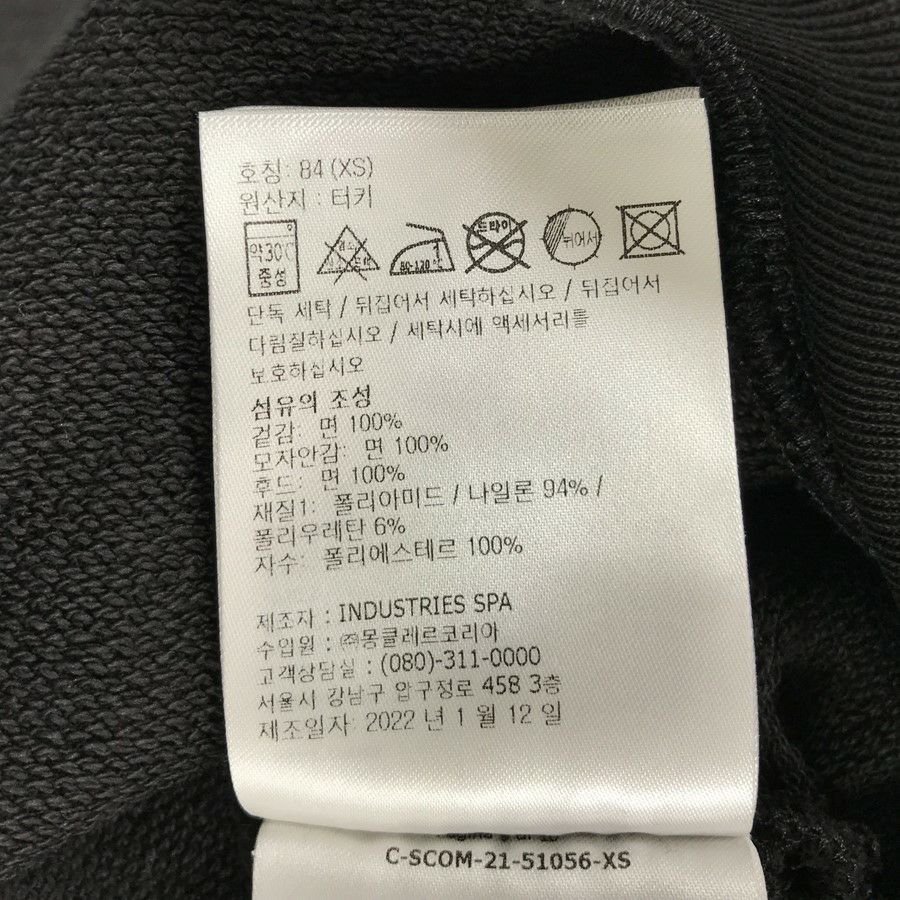 호칭: 84 (XS)
원산지 : 터키
약30℃
중성
80-120℃
드라이
뉘어서
단독 세탁 / 뒤집어서 세탁하십시오 / 뒤집어서
다림질하십시오 / 세탁시에 액세서리를
보호하십시오
섬유의 조성
겉감: 면 100%
모자안감: 면 100%
후드: 면 100%
재질1: 폴리아미드 / 나일론 94% /
폴리우레탄 6%
자수: 폴리에스테르 100%
제조자 : INDUSTRIES SPA
수입원 : ㈜몽클레르코리아
고객상담실 : (080)-311-0000
서울시 강남구 압구정로 458 3층
제조일자: 2022 년 1 월 12 일
C-SCOM-21-51056-XS